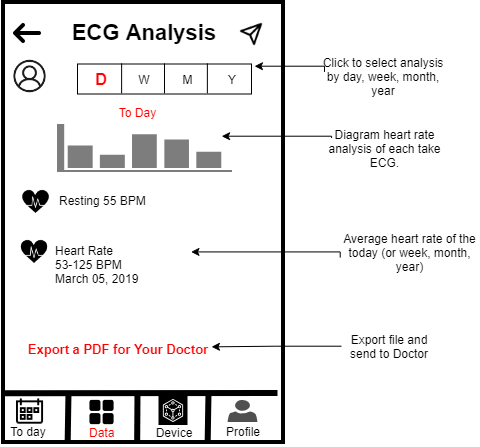 ECG Analysis
D W M Y
Click to select analysis
by day, week, month,
year
To Day
Diagram heart rate
analysis of each take
ECG.
Resting 55 BPM
Heart Rate
53-125 BPM
March 05, 2019
Average heart rate of the
today (or week, month,
year)
Export a PDF for Your Doctor
Export file and
send to Doctor
To day Data Device Profile